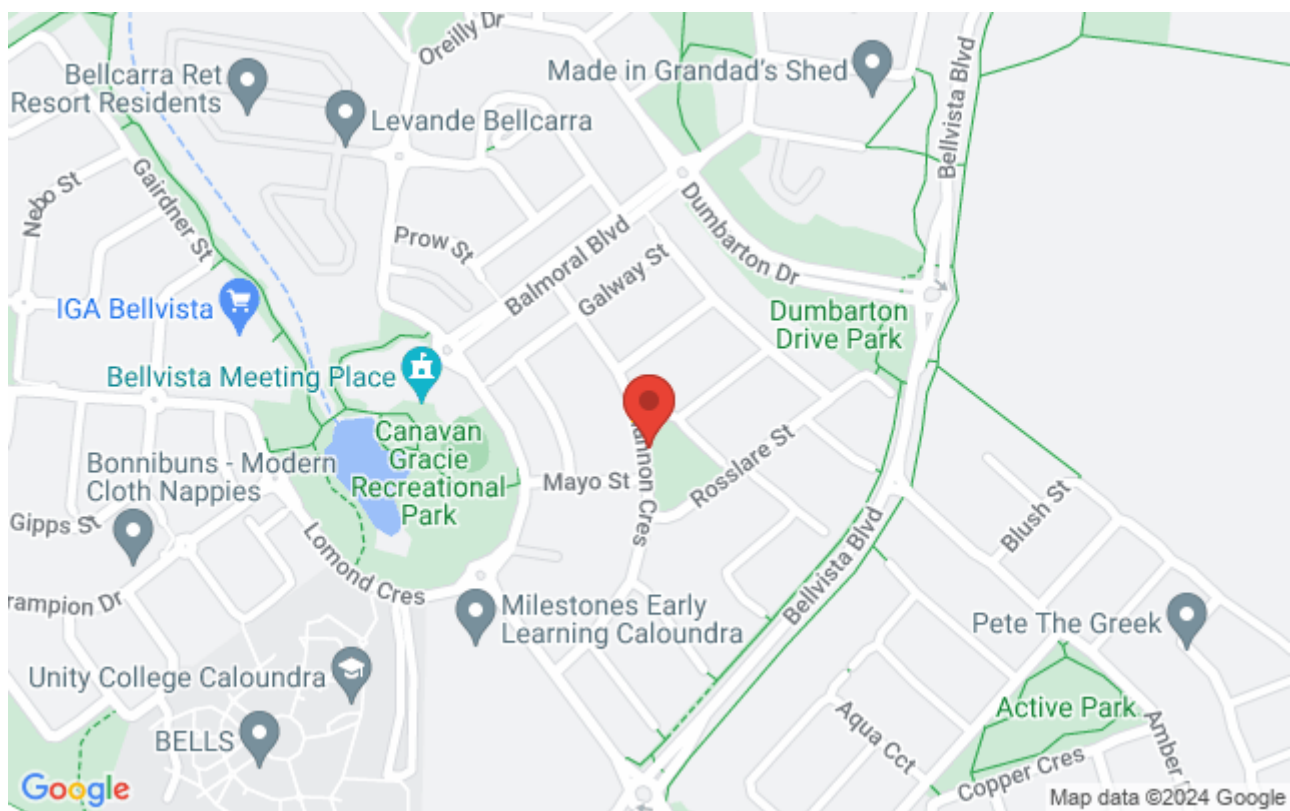 Oreilly Dr
Bellcarra Ret
Resort Residents
Made in Grandad's Shed
Bellvista Blvd
Levande Bellcarra
Nebo St
Gairdner St
Prow St
Balmoral Blvd
Dumbarton Dr
Galway St
IGA Bellvista
Dumbarton
Drive Park
Bellvista Meeting Place
Canavan
Gracie
Recreational
Park
Bonnibuns - Modern
Cloth Nappies
Mayo St
Cres
Rosslare St
Blush St
Gipps St
Lomond Cres
Bellvista Blvd
Dr
Milestones Early
Learning Caloundra
Pete The Greek
Unity College Caloundra
BELLS
Active Park
Aqua Cct
Amber
Copper Cres
Google
Map data ©2024 Google